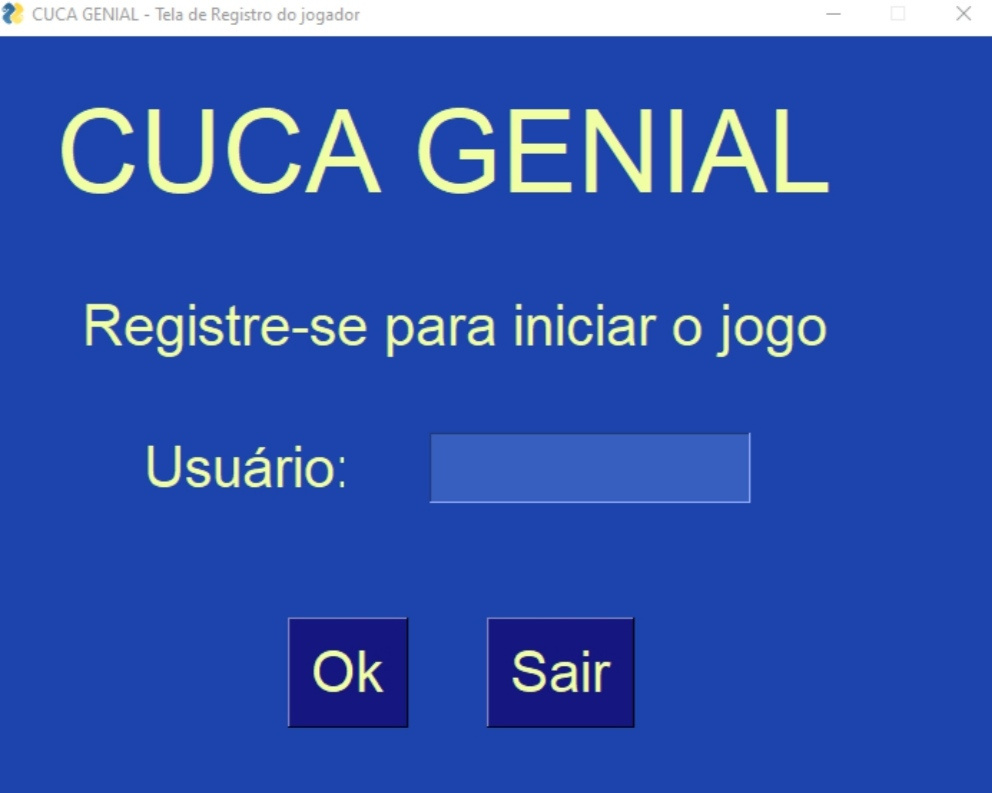 CUCA GENIAL - Tela de Registro do jogador
CUCA GENIAL
Registre-se para iniciar o jogo
Usuário:
Ok Sair